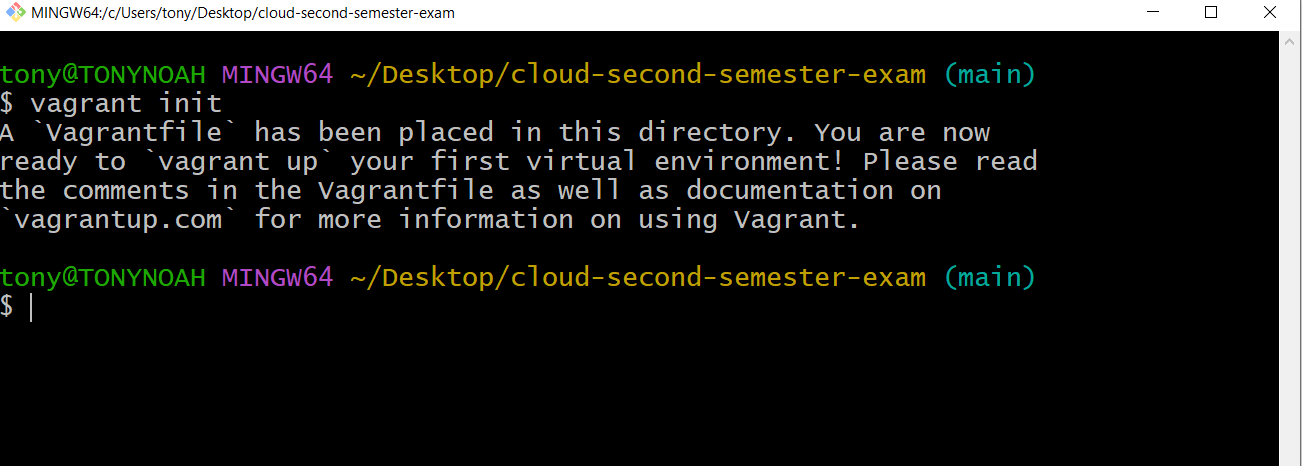 MINGW64:/c/Users/tony/Desktop/cloud-second-semester-exam
tony@TONYNOAH MINGW64 ~/Desktop/cloud-second-semester-exam (main)
$ vagrant init
A `Vagrantfile` has been placed in this directory. You are now
ready to `vagrant up` your first virtual environment! Please read
the comments in the Vagrantfile as well as documentation on
`vagrantup.com` for more information on using Vagrant.
tony@TONYNOAH MINGW64 ~/Desktop/cloud-second-semester-exam (main)
$